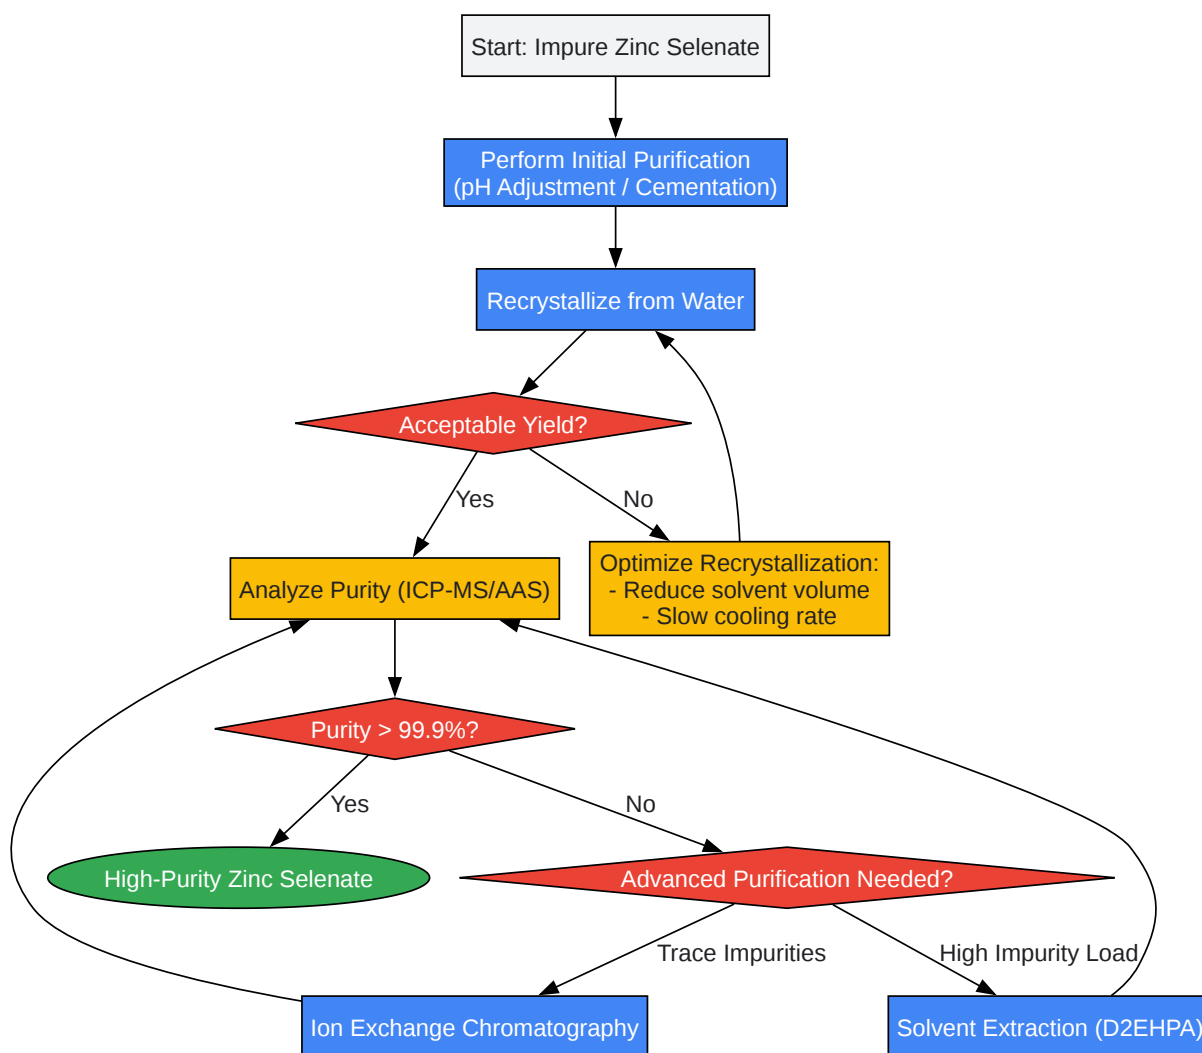 Start: Impure Zinc Selenate
Perform Initial Purification
(pH Adjustment / Cementation)
Recrystallize from Water
Acceptable Yield?
Yes
No
Optimize Recrystallization:
- Reduce solvent volume
- Slow cooling rate
Analyze Purity (ICP-MS/AAS)
Purity > 99.9%?
Yes
No
High-Purity Zinc Selenate
Advanced Purification Needed?
Trace Impurities
High Impurity Load
Ion Exchange Chromatography
Solvent Extraction (D2EHPA)